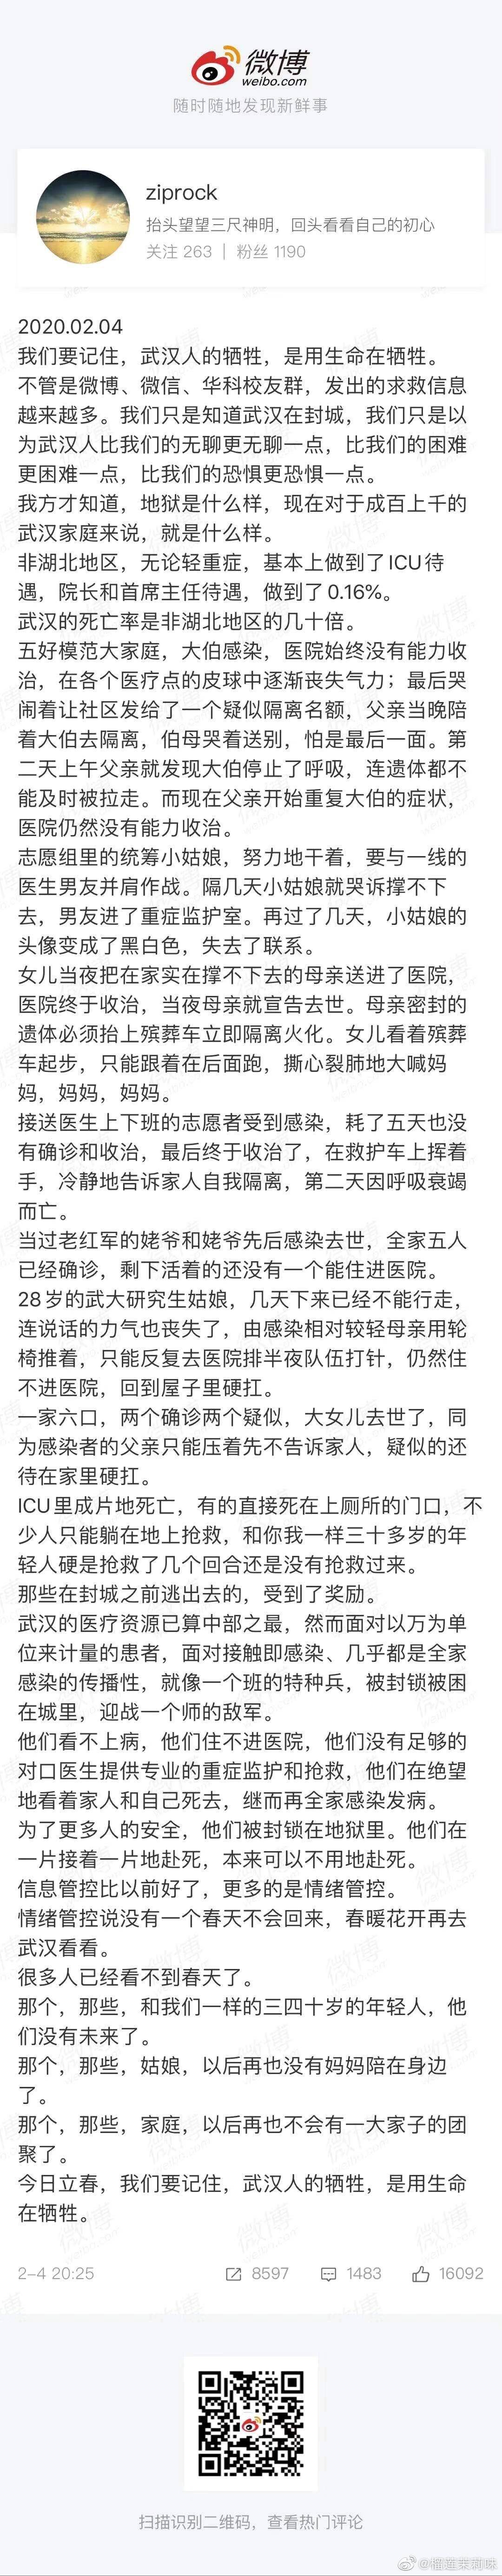 微博
weibo.com
随时随地发现新鲜事
ziprock
抬头望望三尺神明，回头看看自己的初心
关注 263 | 粉丝 1190
2020.02.04
我们要记住，武汉人的牺牲，是用生命在牺牲。
不管是微博、微信、华科校友群，发出的求救信息
越来越多。我们只是知道武汉在封城，我们只是以
为武汉人比我们的无聊更无聊一点，比我们的困难
更困难一点，比我们的恐惧更恐惧一点。
我方才知道，地狱是什么样，现在对于成百上千的
武汉家庭来说，就是什么样。
非湖北地区，无论轻重症，基本上做到了ICU待
遇，院长和首席主任待遇，做到了0.16%。
武汉的死亡率是非湖北地区的几十倍。
五好模范大家庭，大伯感染，医院始终没有能力收
治，在各个医疗点的皮球中逐渐丧失气力；最后哭
闹着让社区发给了一个疑似隔离名额，父亲当晚陪
着大伯去隔离，伯母哭着送别，怕是最后一面。第
二天上午父亲就发现大伯停止了呼吸，连遗体都不
能及时被拉走。而现在父亲开始重复大伯的症状，
医院仍然没有能力收治。
志愿组里的统筹小姑娘，努力地干着，要与一线的
医生男友并肩作战。隔几天小姑娘就哭诉撑不下
去，男友进了重症监护室。再过了几天，小姑娘的
头像变成了黑白色，失去了联系。
女儿当夜把在家实在撑不下去的母亲送进了医院，
医院终于收治，当夜母亲就宣告去世。母亲密封的
遗体必须抬上殡葬车立即隔离火化。女儿看着殡葬
车起步，只能跟着在后面跑，撕心裂肺地大喊妈
妈，妈妈，妈妈。
接送医生上下班的志愿者受到感染，耗了五天也没
有确诊和收治，最后终于收治了，在救护车上挥着
手，冷静地告诉家人自我隔离，第二天因呼吸衰竭
而亡。
当过老红军的姥爷和姥爷先后感染去世，全家五人
已经确诊，剩下活着的还没有一个能住进医院。
28岁的武大研究生姑娘，几天下来已经不能行走，
连说话的力气也丧失了，由感染相对较轻母亲用轮
椅推着，只能反复去医院排半夜队伍打针，仍然住
不进医院，回到屋子里硬扛。
一家六口，两个确诊两个疑似，大女儿去世了，同
为感染者的父亲只能压着先不告诉家人，疑似的还
待在家里硬扛。
ICU里成片地死亡，有的直接死在上厕所的门口，不
少人只能躺在地上抢救，和你我一样三十多岁的年
轻人硬是抢救了几个回合还是没有抢救过来。
那些在封城之前逃出去的，受到了奖励。
武汉的医疗资源已算中部之最，然而面对以万为单
位来计量的患者，面对接触即感染、几乎都是全家
感染的传播性，就像一个班的特种兵，被封锁被困
在城里，迎战一个师的敌军。
他们看不上病，他们住不进医院，他们没有足够的
对口医生提供专业的重症监护和抢救，他们在绝望
地看着家人和自己死去，继而再全家感染发病。
为了更多人的安全，他们被封锁在地狱里。他们在
一片接着一片地赴死，本来可以不用地赴死。
信息管控比以前好了，更多的是情绪管控。
情绪管控说没有一个春天不会回来，春暖花开再去
武汉看看。
很多人已经看不到春天了。
那个，那些，和我们一样的三四十岁的年轻人，他
们没有未来了。
那个，那些，姑娘，以后再也没有妈妈陪在身边
了。
那个，那些，家庭，以后再也不会有一大家子的团
聚了。
今日立春，我们要记住，武汉人的牺牲，是用生命
在牺牲。
2-4 20:25 8597 1483 16092
扫描识别二维码，查看热门评论
@榴莲茉莉味